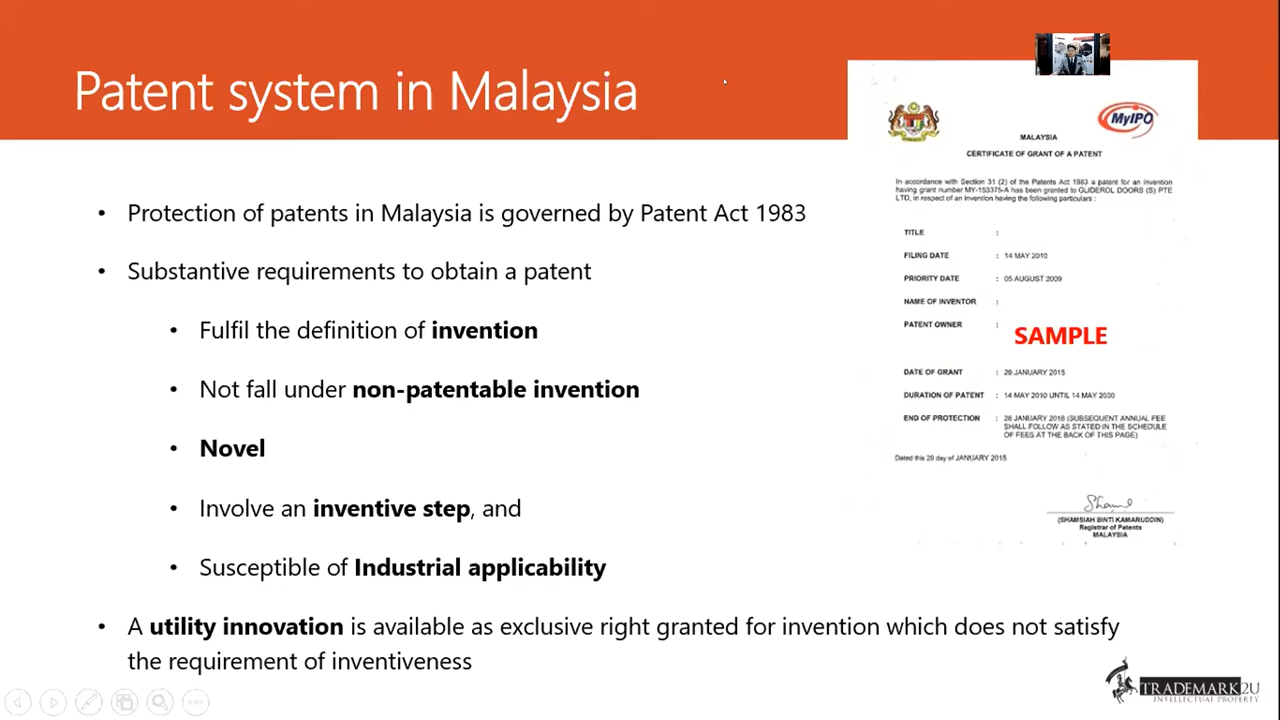 Patent system in Malaysia
• Protection of patents in Malaysia is governed by Patent Act 1983
• Substantive requirements to obtain a patent
• Fulfil the definition of invention
• Not fall under non-patentable invention
• Novel
• Involve an inventive step, and
• Susceptible of Industrial applicability
• A utility innovation is available as exclusive right granted for invention which does not satisfy
the requirement of inventiveness
MyIPO
MALAYSIA
CERTIFICATE OF GRANT OF A PATENT
In accordance with Section 31 (2) of the Patents Act 1983 a patent for an invention
having grant number MY-153375-A has been granted to GLIDEROL DOORS (S) PTE
LTD, in respect of an invention having the following particulars :
TITLE :
FILING DATE : 14 MAY 2010
PRIORITY DATE : 05 AUGUST 2009
NAME OF INVENTOR :
PATENT OWNER :
SAMPLE
DATE OF GRANT : 29 JANUARY 2015
DURATION OF PATENT : 14 MAY 2010 UNTIL 14 MAY 2030
END OF PROTECTION : 28 JANUARY 2016 (SUBSEQUENT ANNUAL FEE
SHALL FOLLOW AS STATED IN THE SCHEDULE
OF FEES AT THE BACK OF THIS PAGE)
Dated this 29 day of JANUARY 2015
(SHAMSIAH BINTI KAMARUDDIN)
Registrar of Patents
MALAYSIA
TRADEMARK2U
INTELLECTUAL PROPERTY